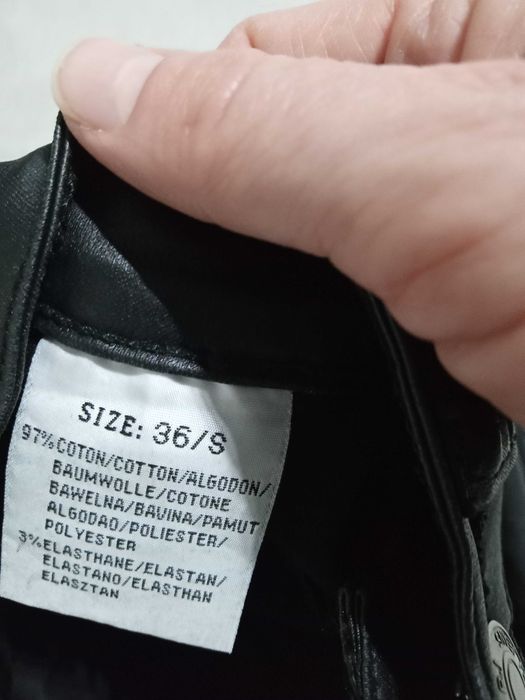 SIZE: 36/S
97% COTON/COTTON/ALGODON/
BAUMWOLLE/COTONE
BAWELNA/BAVINA/PAMUT
ALGODAO/POLIESTER/
POLYESTER
3% ELASTHANE/ELASTAN/
ELASTANO/ELASTHAN
ELASZTAN